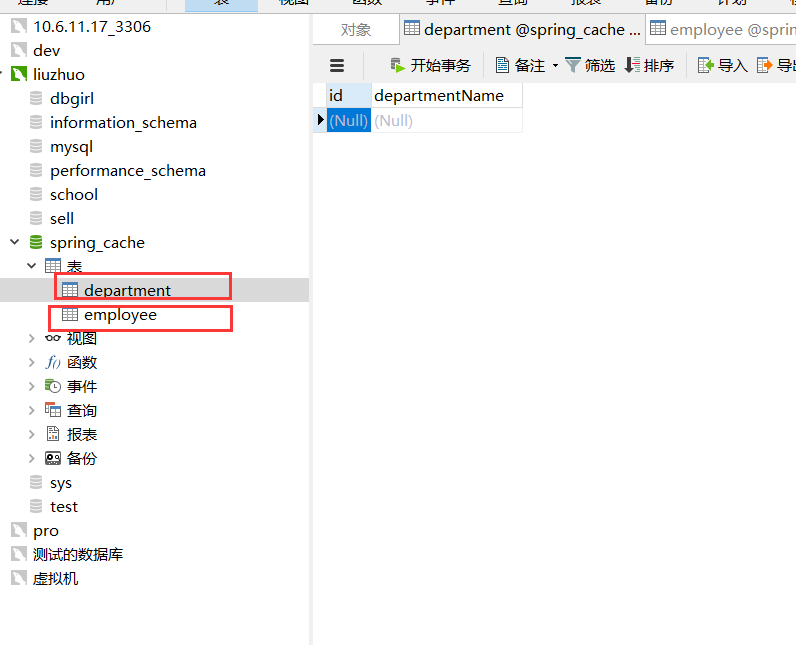 对象 department @spring_cache ... employee @sprin
开始事务 备注 筛选 排序 导入 导出
id departmentName
(Null) (Null)
10.6.11.17_3306
dev
liuzhuo
dbgirl
information_schema
mysql
performance_schema
school
sell
spring_cache
表
department
employee
视图
函数
事件
查询
报表
备份
sys
test
pro
测试的数据库
虚拟机